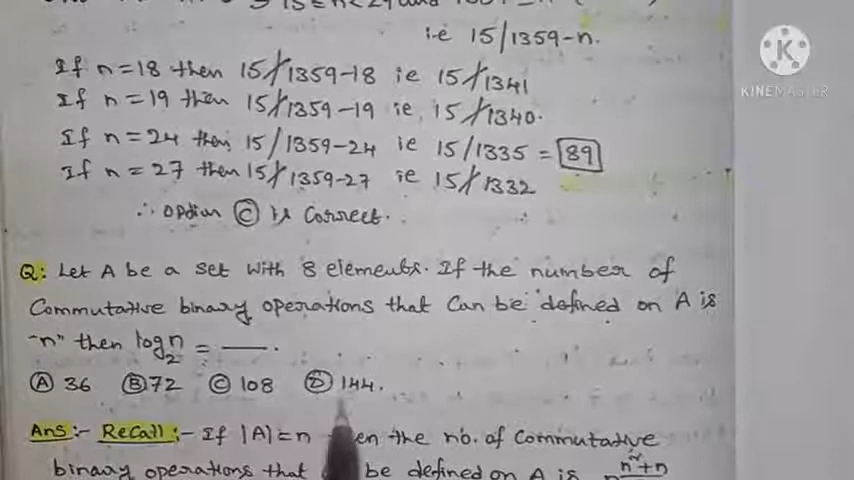 i.e 15/1359-n.
If n=18 then 15∤1359-18 ie 15∤1341
If n=19 then 15∤1359-19 ie, 15∤1340.
If n=24 then 15/1359-24 ie 15/1335 = 89
If n=27 then 15∤1359-27 ie 15∤1332
∴ option Ⓒ is correct.
Q: Let A be a set with 8 elements. If the number of
Commutative binary operations that can be defined on A is
"n" then log₂n = ___.
Ⓐ 36 Ⓑ 72 Ⓒ 108 Ⓓ 144.
Ans:- Recall:- If |A|=n then the no. of commutative
binary operations that be defined on A is
KINEMASTER